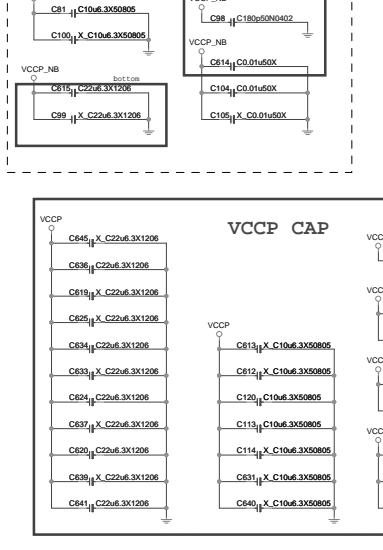 C81 C10u6.3X50805
C100 X_C10u6.3X50805
VCCP_NB
bottom
C615 C22u6.3X1206
C99 X_C22u6.3X1206
C98 C180p50N0402
VCCP_NB
C614 C0.01u50X
C104 C0.01u50X
C105 X_C0.01u50X
VCCP CAP
VCCP
C645 X_C22u6.3X1206
C636 C22u6.3X1206
C619 X_C22u6.3X1206
C625 X_C22u6.3X1206
C634 C22u6.3X1206
C633 X_C22u6.3X1206
C624 C22u6.3X1206
C637 X_C22u6.3X1206
C620 C22u6.3X1206
C639 X_C22u6.3X1206
C641 C22u6.3X1206
VCCP
C613 X_C10u6.3X50805
C612 X_C10u6.3X50805
C120 C10u6.3X50805
C113 C10u6.3X50805
C114 X_C10u6.3X50805
C631 X_C10u6.3X50805
C640 X_C10u6.3X50805
VCC
VCC
VCC
VCC